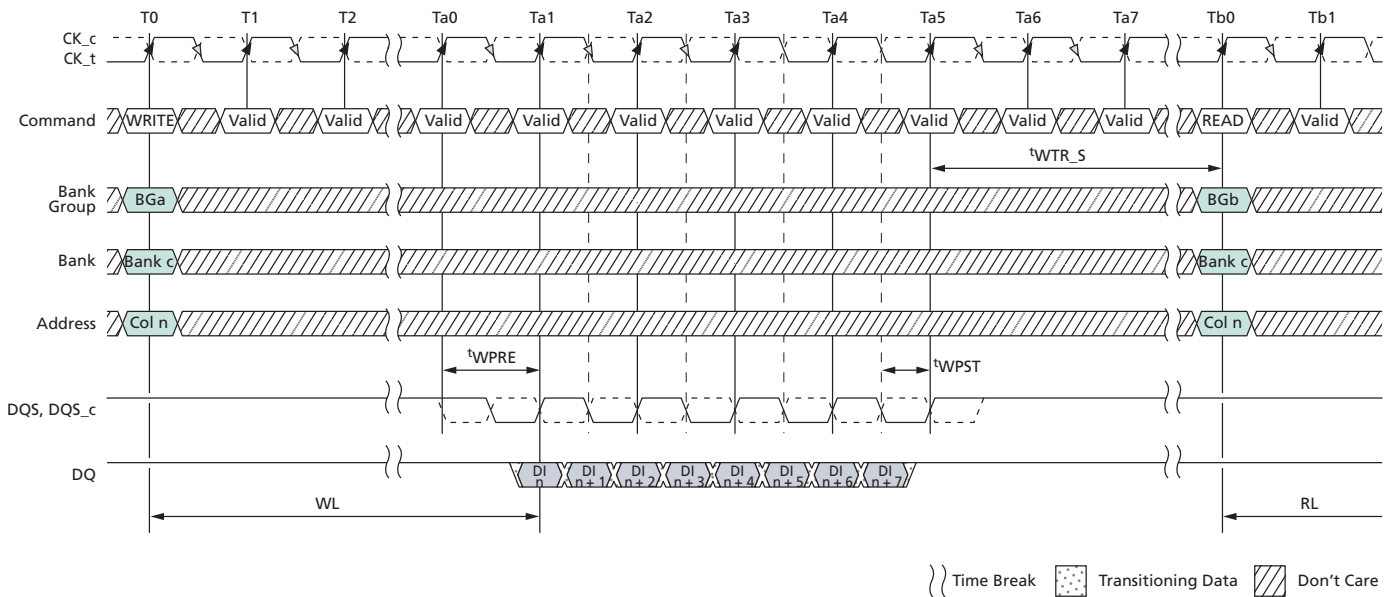 T0 T1 T2 Ta0 Ta1 Ta2 Ta3 Ta4 Ta5 Ta6 Ta7 Tb0 Tb1
CK_c
CK_t
Command WRITE Valid Valid Valid Valid Valid Valid Valid Valid Valid Valid READ Valid
tWTR_S
Bank
Group BGa BGb
Bank Bank c Bank c
Address Col n Col n
tWPRE tWPST
DQS, DQS_c
DQ DI DI DI DI DI DI DI DI
n n + 1 n + 2 n + 3 n + 4 n + 5 n + 6 n + 7
WL RL
Time Break Transitioning Data Don't Care